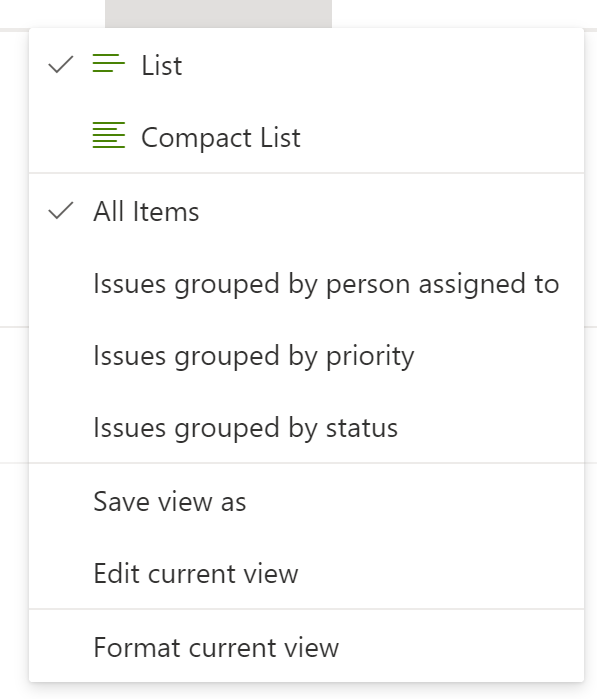 List
Compact List
All Items
Issues grouped by person assigned to
Issues grouped by priority
Issues grouped by status
Save view as
Edit current view
Format current view